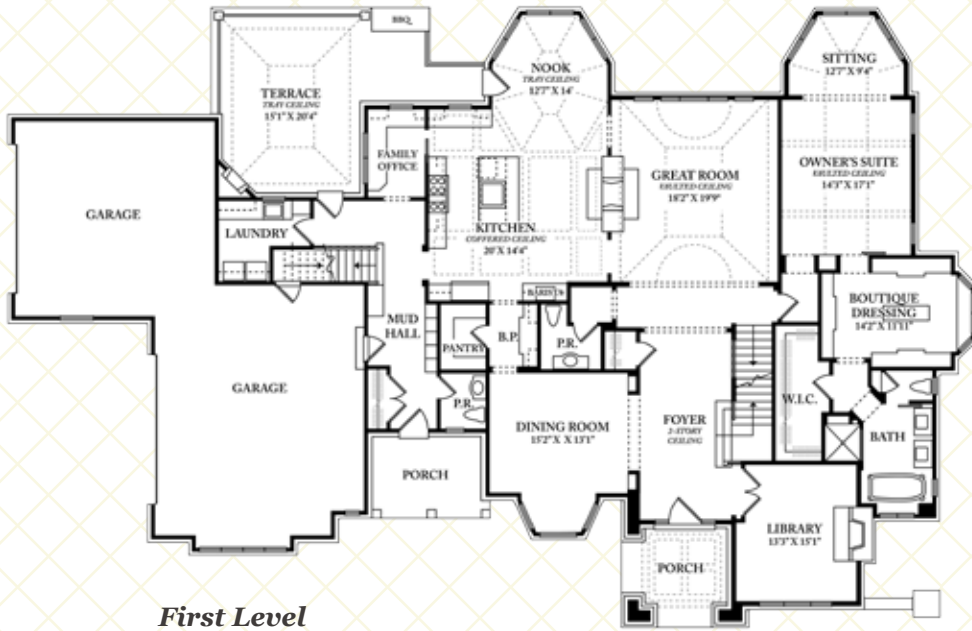 BBQ
TERRACE
TRAY CEILING
15'1" X 20'4"
NOOK
TRAY CEILING
12'7" X 14'
SITTING
12'7" X 9'4"
FAMILY
OFFICE
GREAT ROOM
VAULTED CEILING
18'2" X 19'9"
OWNER'S SUITE
VAULTED CEILING
14'3" X 17'1"
GARAGE
LAUNDRY
KITCHEN
COFFERED CEILING
20' X 14'4"
BOUTIQUE
DRESSING
14'2" X 11'11"
MUD
HALL
PANTRY
B.P.
P.R.
GARAGE
P.R.
DINING ROOM
15'2" X X 13'1"
FOYER
2-STORY
CEILING
W.I.C.
BATH
PORCH
LIBRARY
13'3" X 15'1"
PORCH
First Level